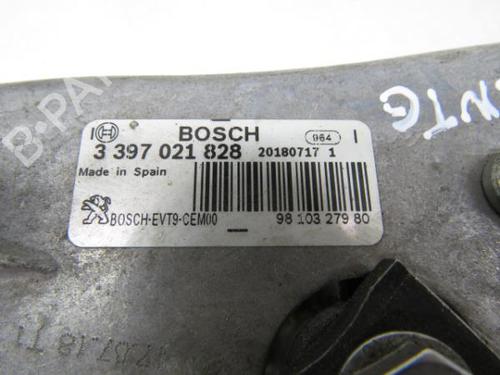 BOSCH
964
3 397 021 828 20180717 1
Made in Spain
BOSCH-EVT9-CEM00
98 103 279 80
B-PA